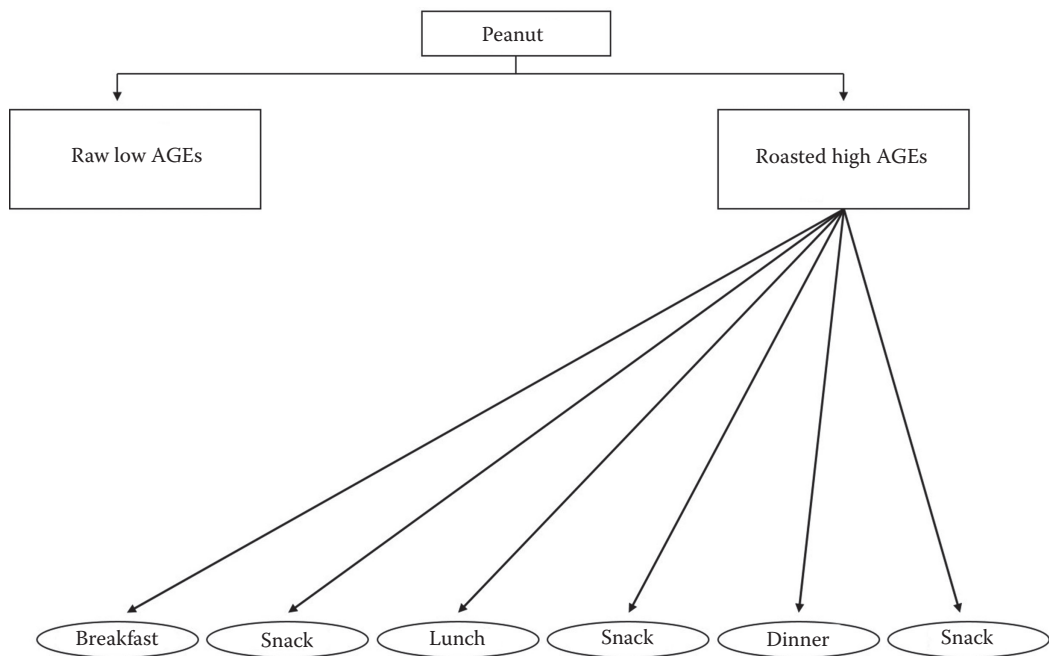 Peanut
Raw low AGEs
Roasted high AGEs
Breakfast
Snack
Lunch
Snack
Dinner
Snack